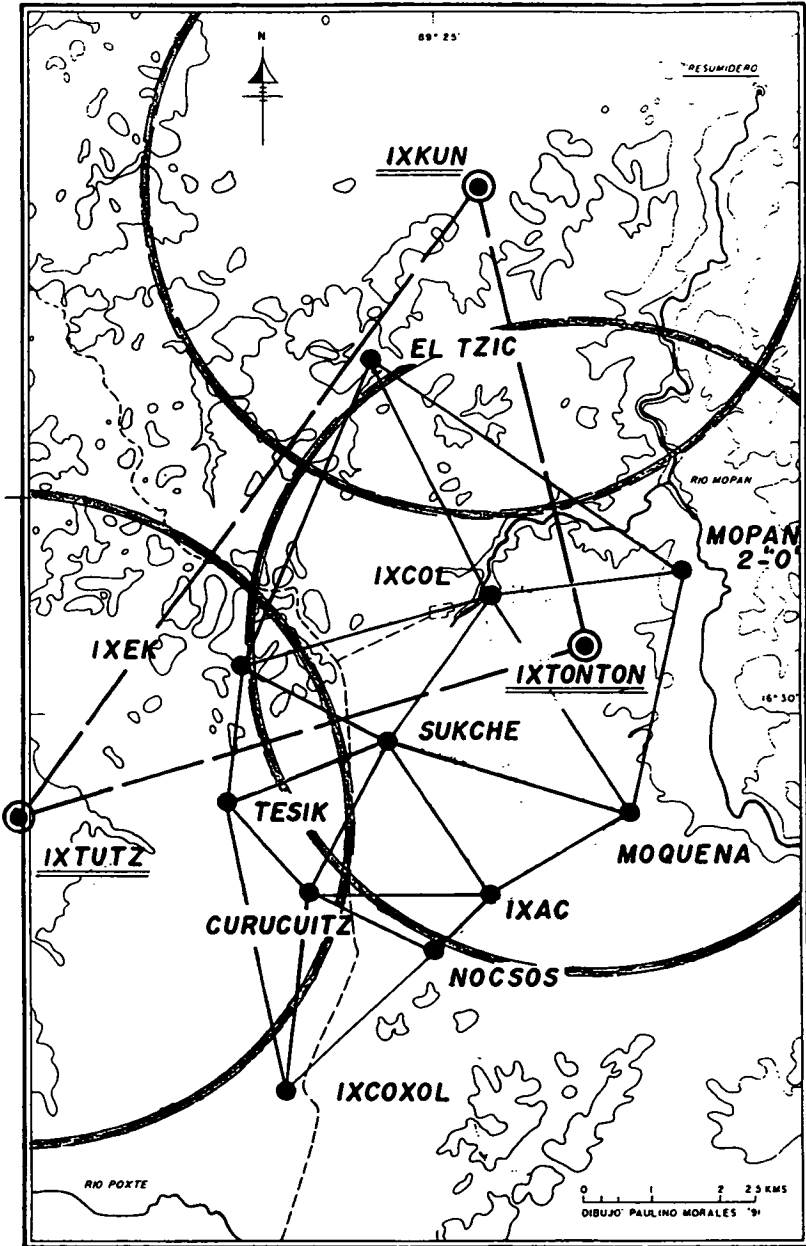 N
89° 25'
RESUMIDERO
IXKUN
EL TZIC
RIO MOPAN
MOPAN
2-"0"
IXCOL
IXEK
IXTONTON
16° 30'
SUKCHE
TESIK
IXTUTZ
MOQUENA
CURUCUITZ
IXAC
NOCSOS
IXCOXOL
RIO POXTE
0 1 2 2.5 KMS
DIBUJO PAULINO MORALES '91